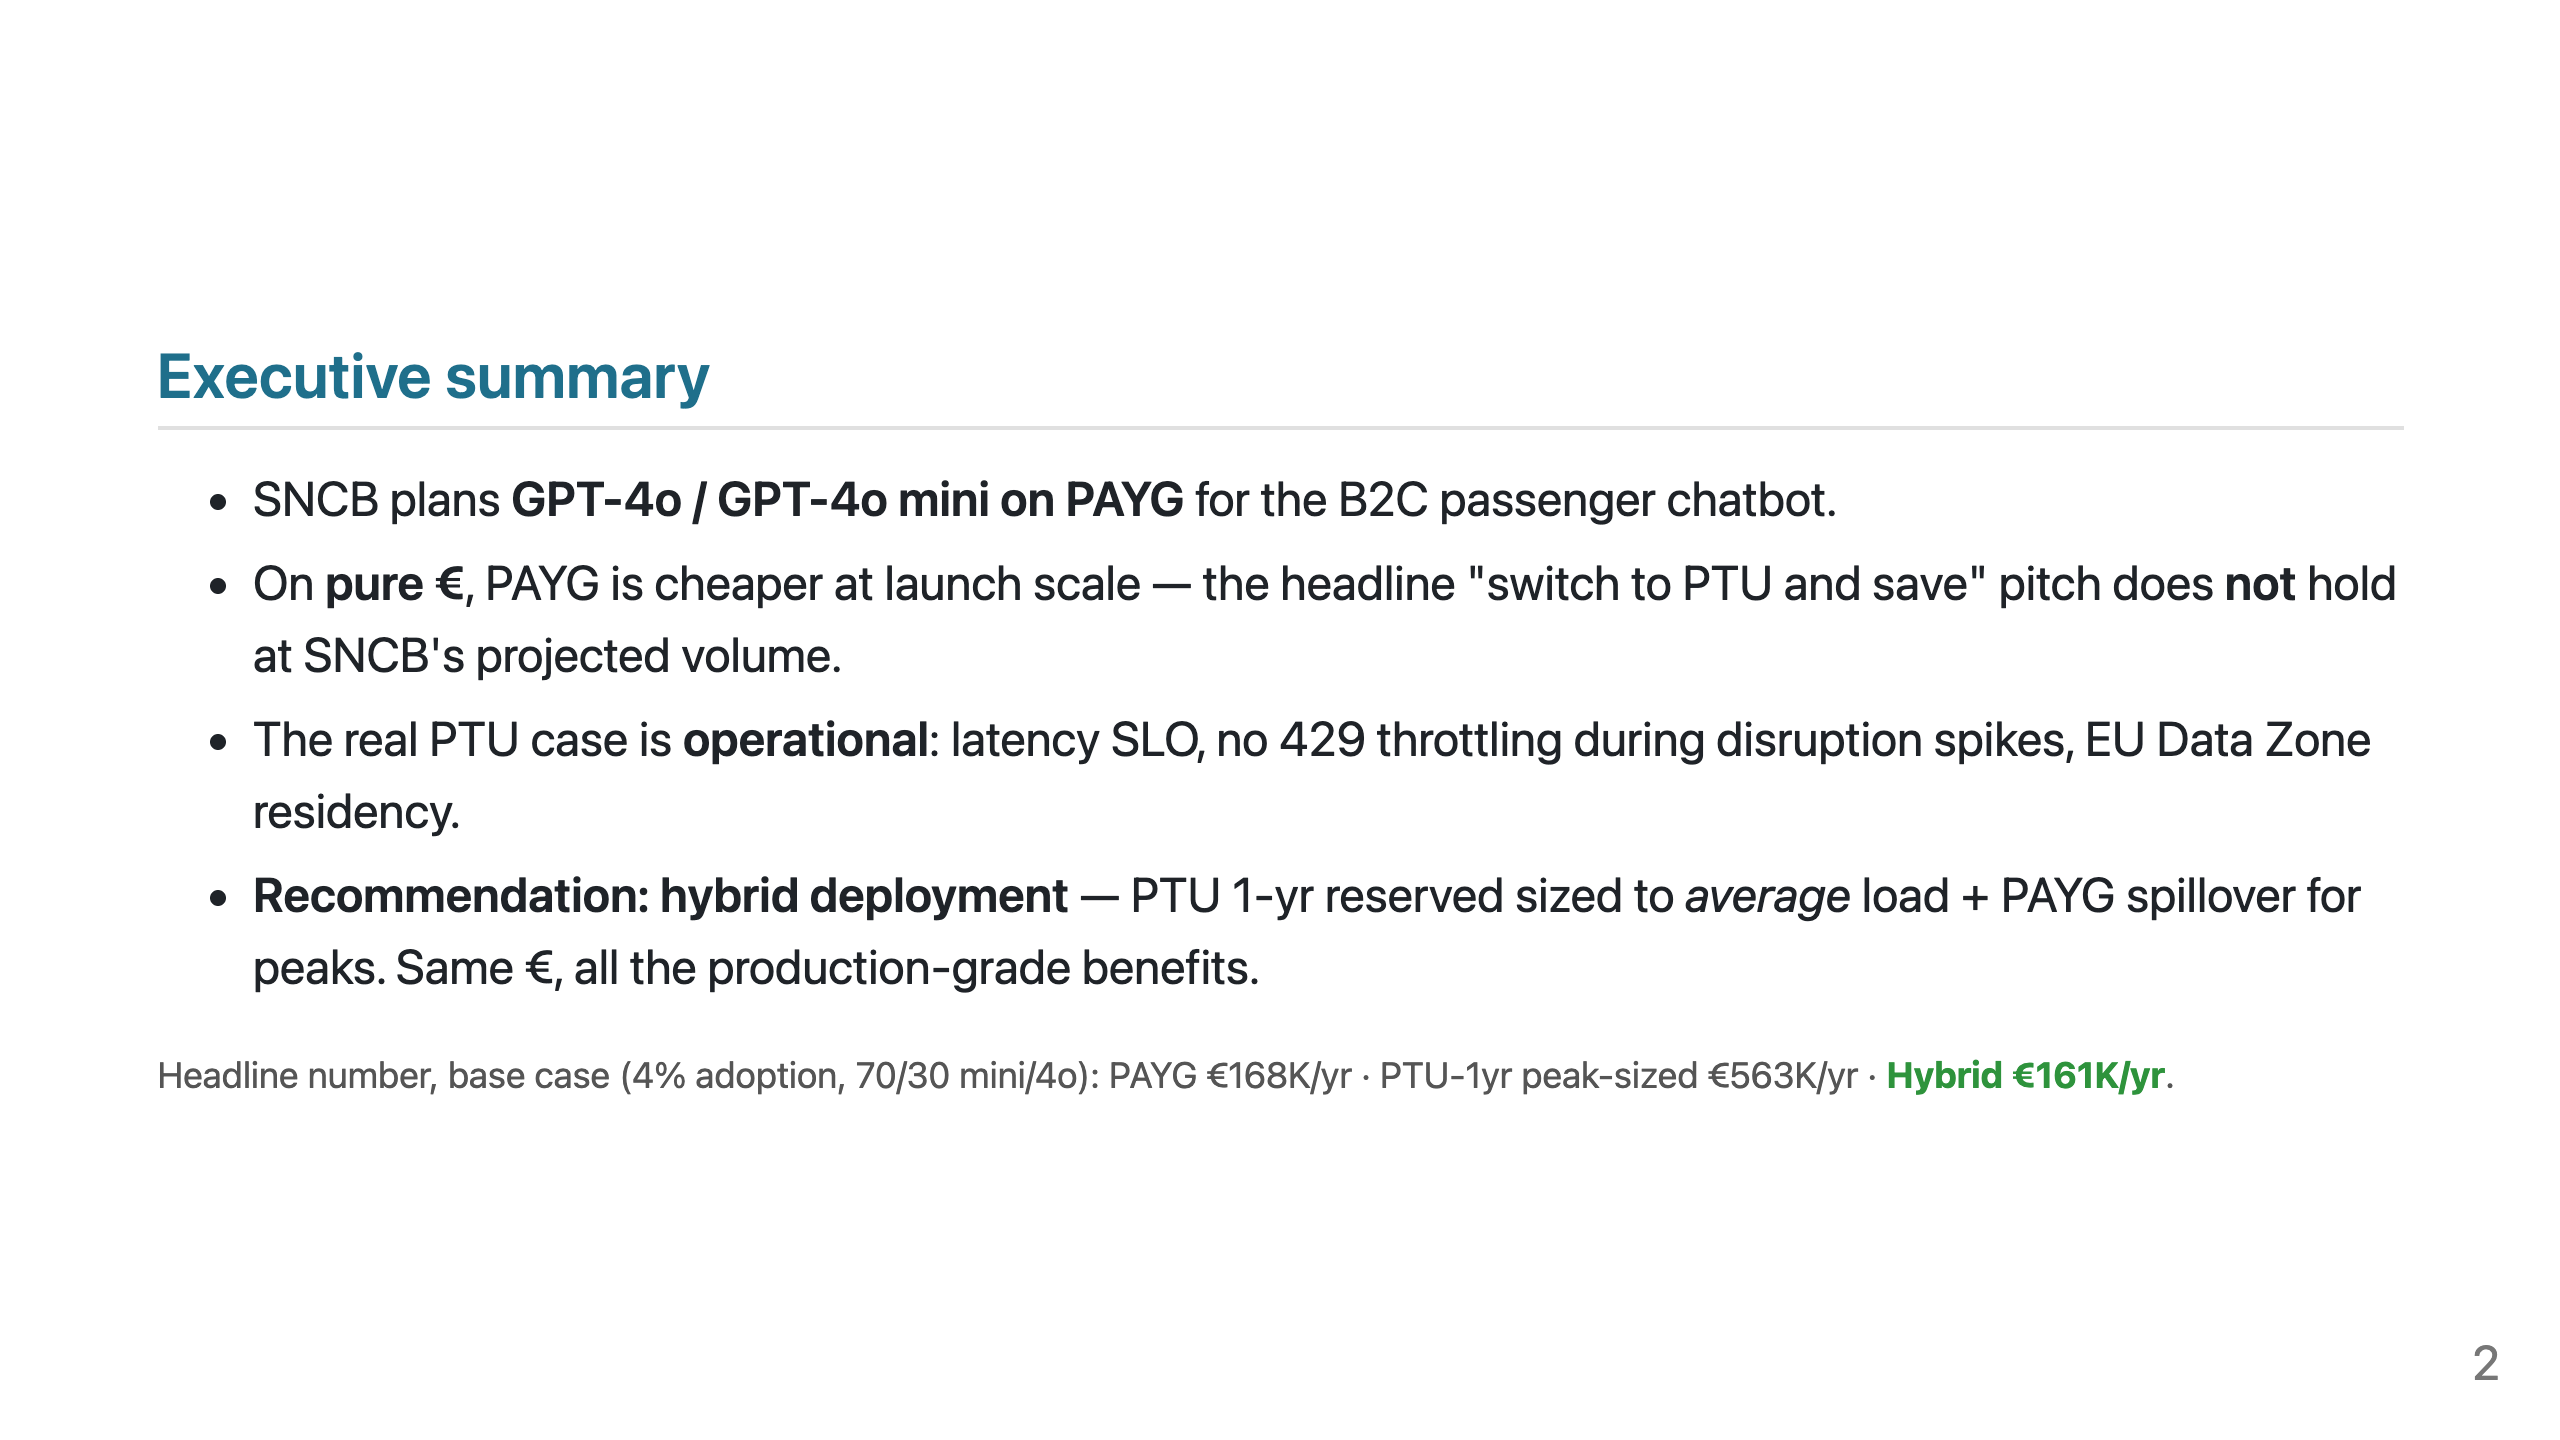 Executive summary
• SNCB plans GPT-4o / GPT-4o mini on PAYG for the B2C passenger chatbot.
• On pure €, PAYG is cheaper at launch scale — the headline "switch to PTU and save" pitch does not hold
at SNCB's projected volume.
• The real PTU case is operational: latency SLO, no 429 throttling during disruption spikes, EU Data Zone
residency.
• Recommendation: hybrid deployment — PTU 1-yr reserved sized to average load + PAYG spillover for
peaks. Same €, all the production-grade benefits.
Headline number, base case (4% adoption, 70/30 mini/4o): PAYG €168K/yr · PTU-1yr peak-sized €563K/yr · Hybrid €161K/yr.
2